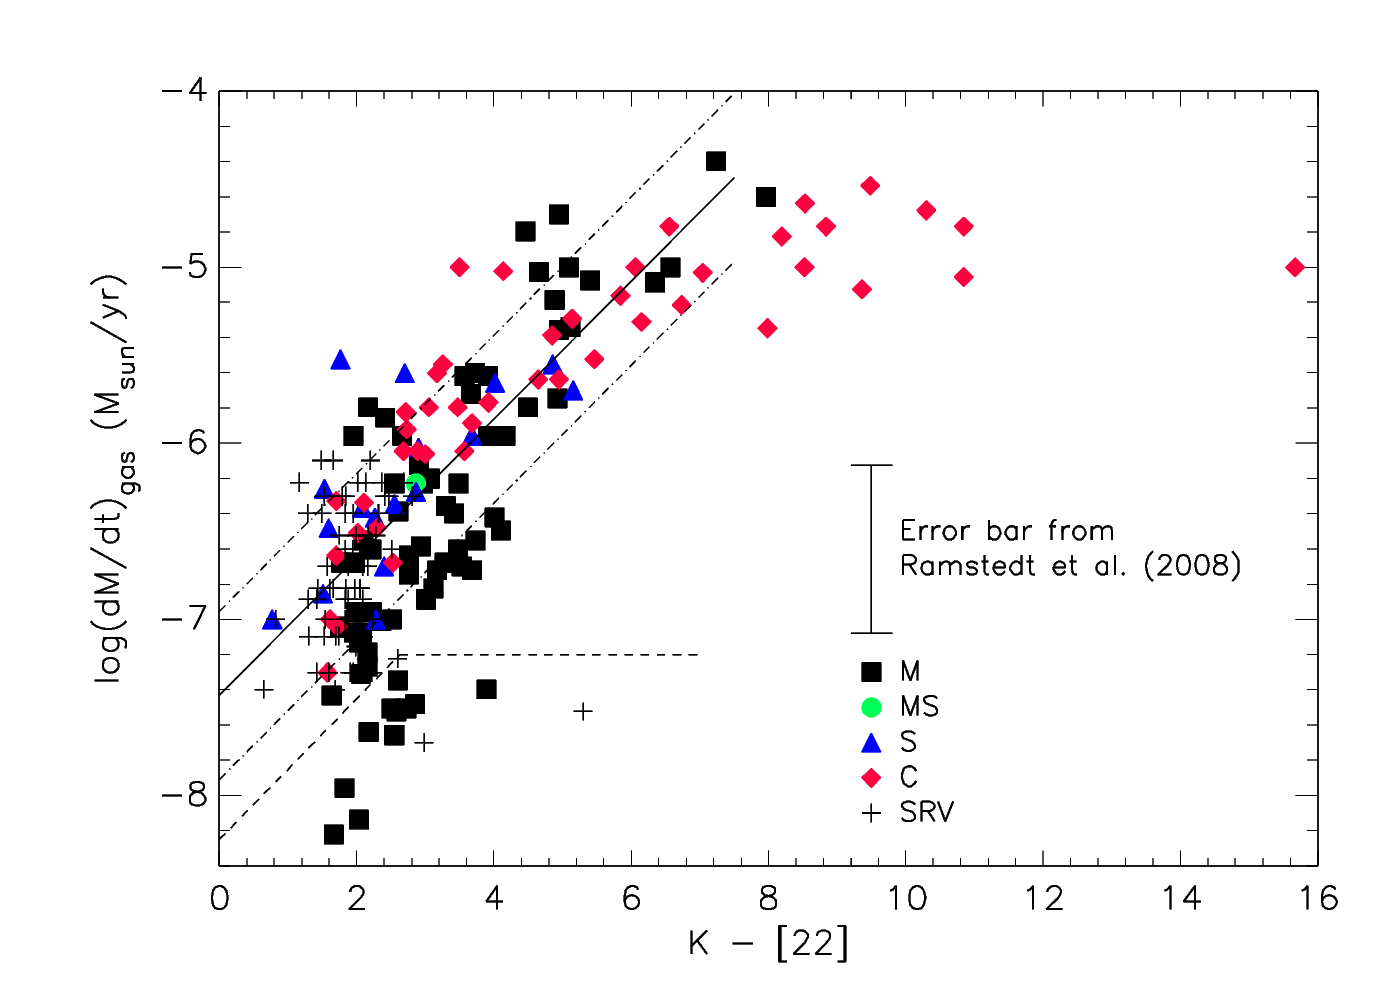 −4
−5
−6
−7
−8
log(dM/dt)gas (Msun/yr)
Error bar from
Ramstedt et al. (2008)
M
MS
S
C
SRV
0 2 4 6 8 10 12 14 16
K − [22]